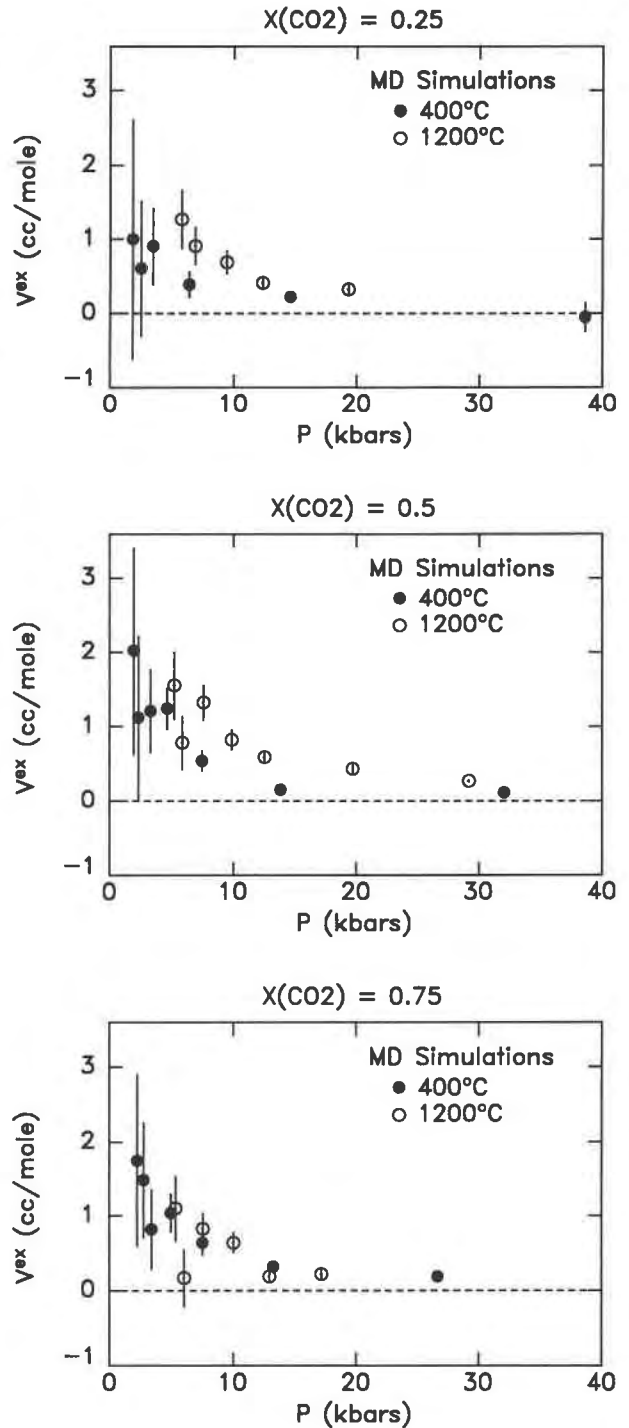 X(CO2) = 0.25
MD Simulations
● 400°C
○ 1200°C
V^ex (cc/mole)
3
2
1
0
−1
0 10 20 30 40
P (kbars)
X(CO2) = 0.5
MD Simulations
● 400°C
○ 1200°C
V^ex (cc/mole)
3
2
1
0
−1
0 10 20 30 40
P (kbars)
X(CO2) = 0.75
MD Simulations
● 400°C
○ 1200°C
V^ex (cc/mole)
3
2
1
0
−1
0 10 20 30 40
P (kbars)